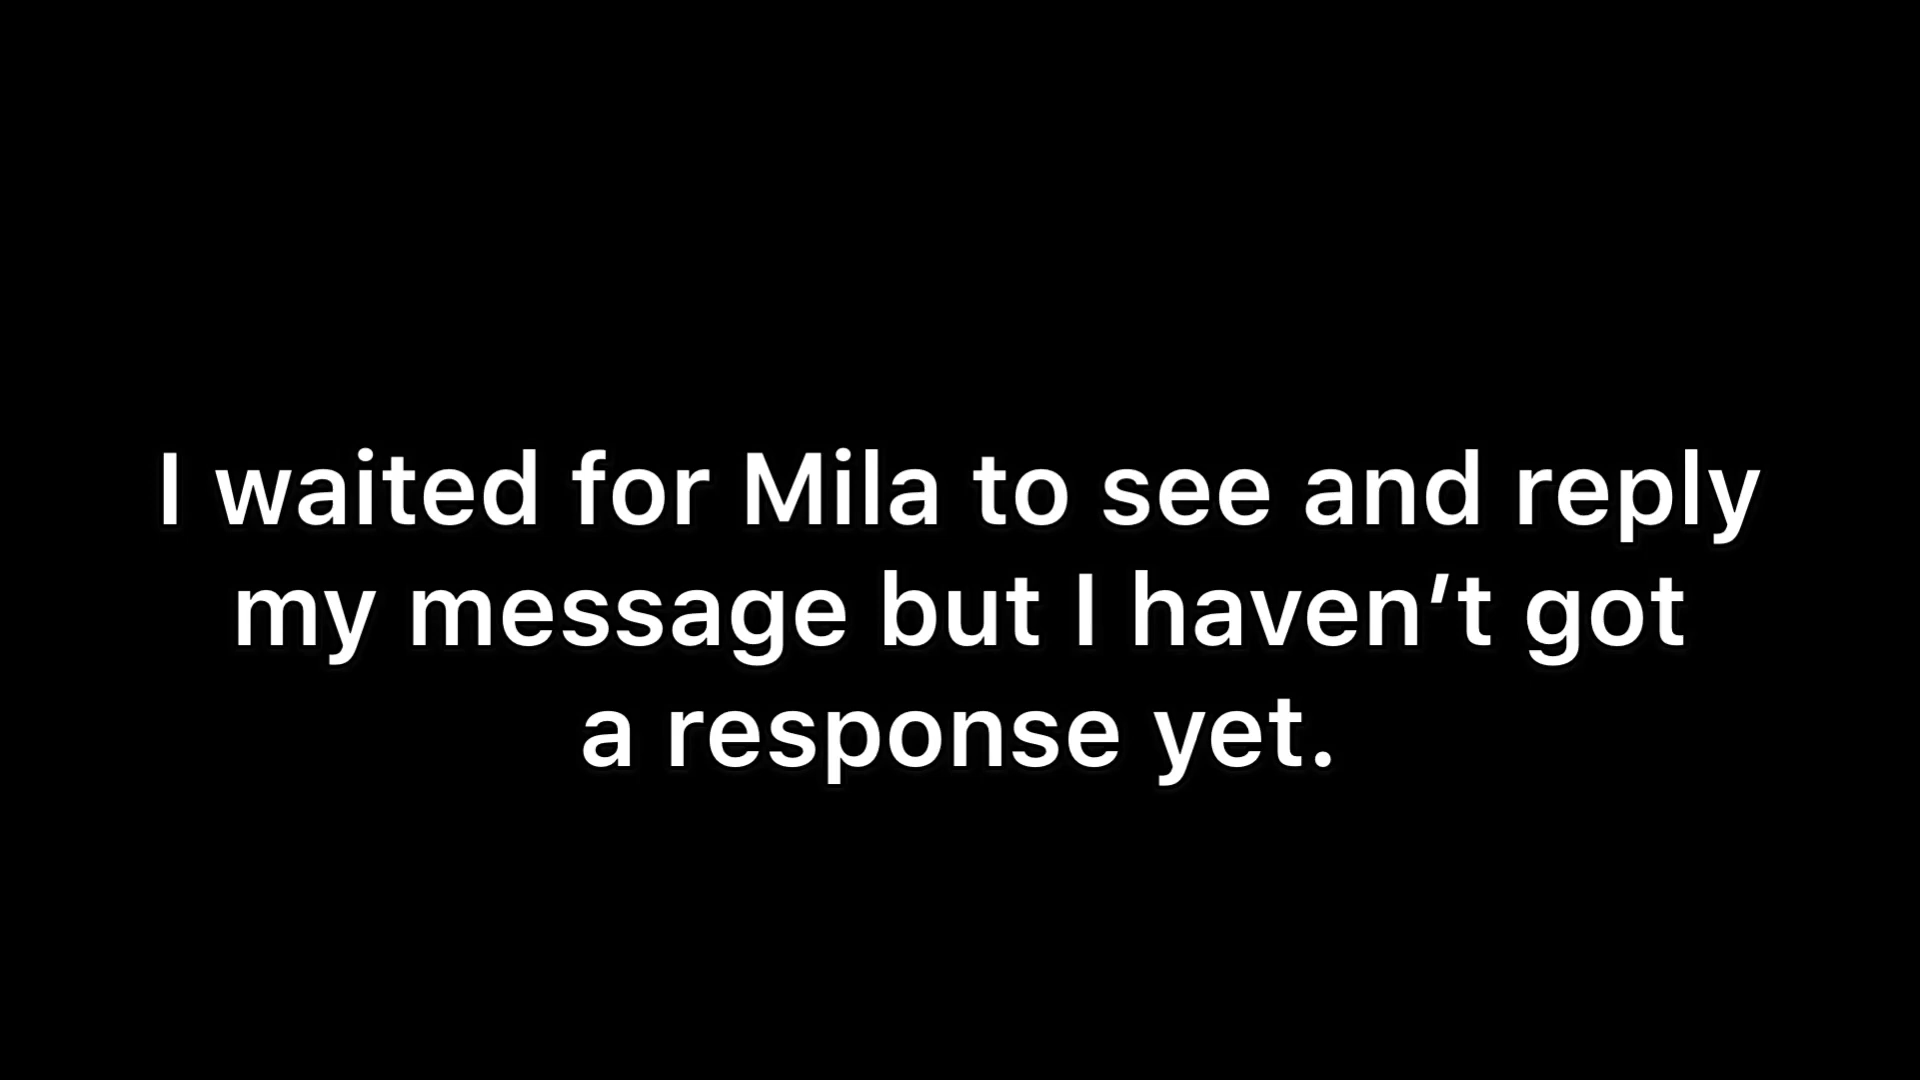 I waited for Mila to see and reply
my message but I haven’t got
a response yet.